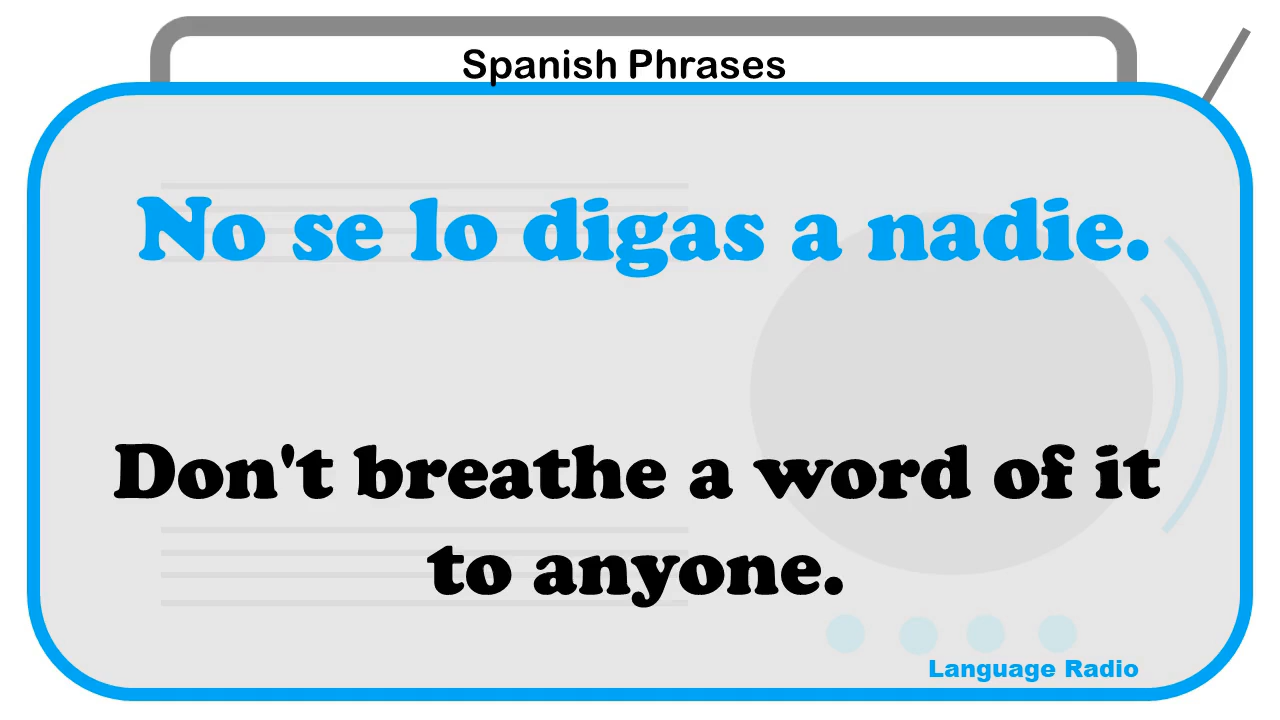 Spanish Phrases
No se lo digas a nadie.
Don't breathe a word of it
to anyone.
Language Radio